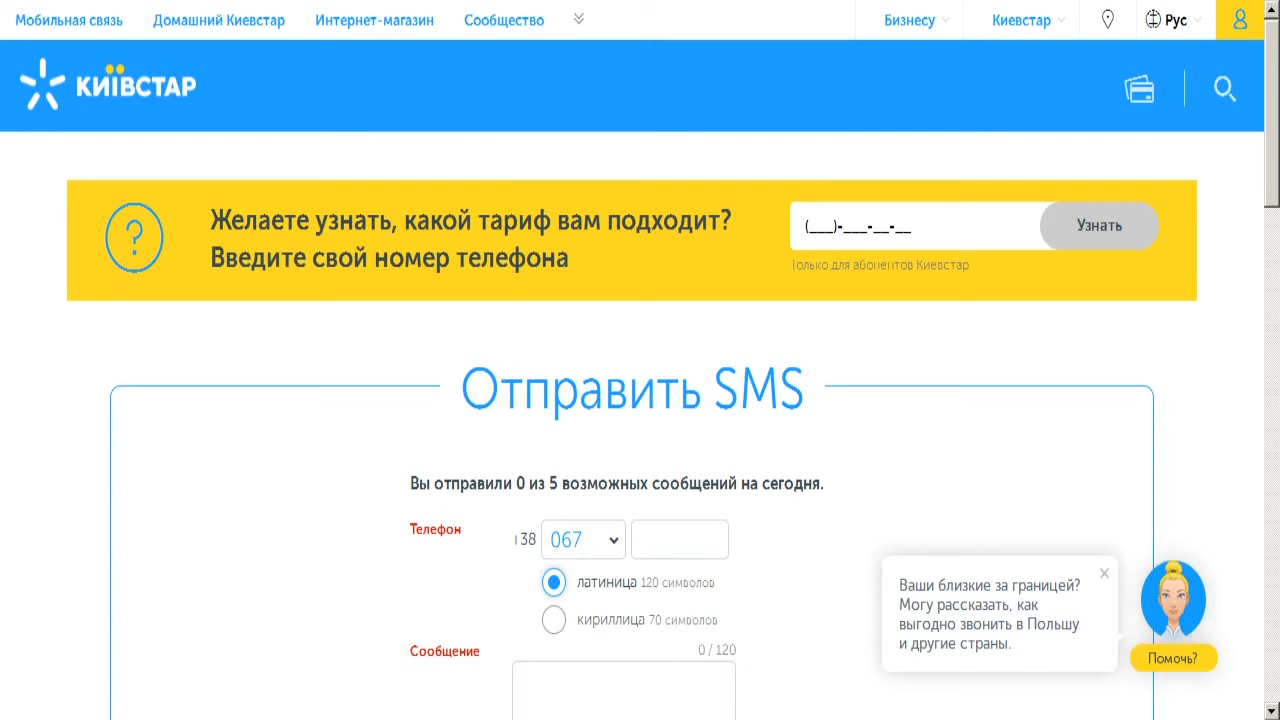 Мобильная связь Домашний Киевстар Интернет-магазин Сообщество Бизнесу Киевстар Рус
КИЇВСТАР
Желаете узнать, какой тариф вам подходит?
Введите свой номер телефона
(___)-___-__-__ Узнать
Только для абонентов Киевстар
Отправить SMS
Вы отправили 0 из 5 возможных сообщений на сегодня.
Телефон +38 067
латиница 120 символов
кириллица 70 символов
Сообщение 0 / 120
Ваши близкие за границей?
Могу рассказать, как
выгодно звонить в Польшу
и другие страны.
Помочь?